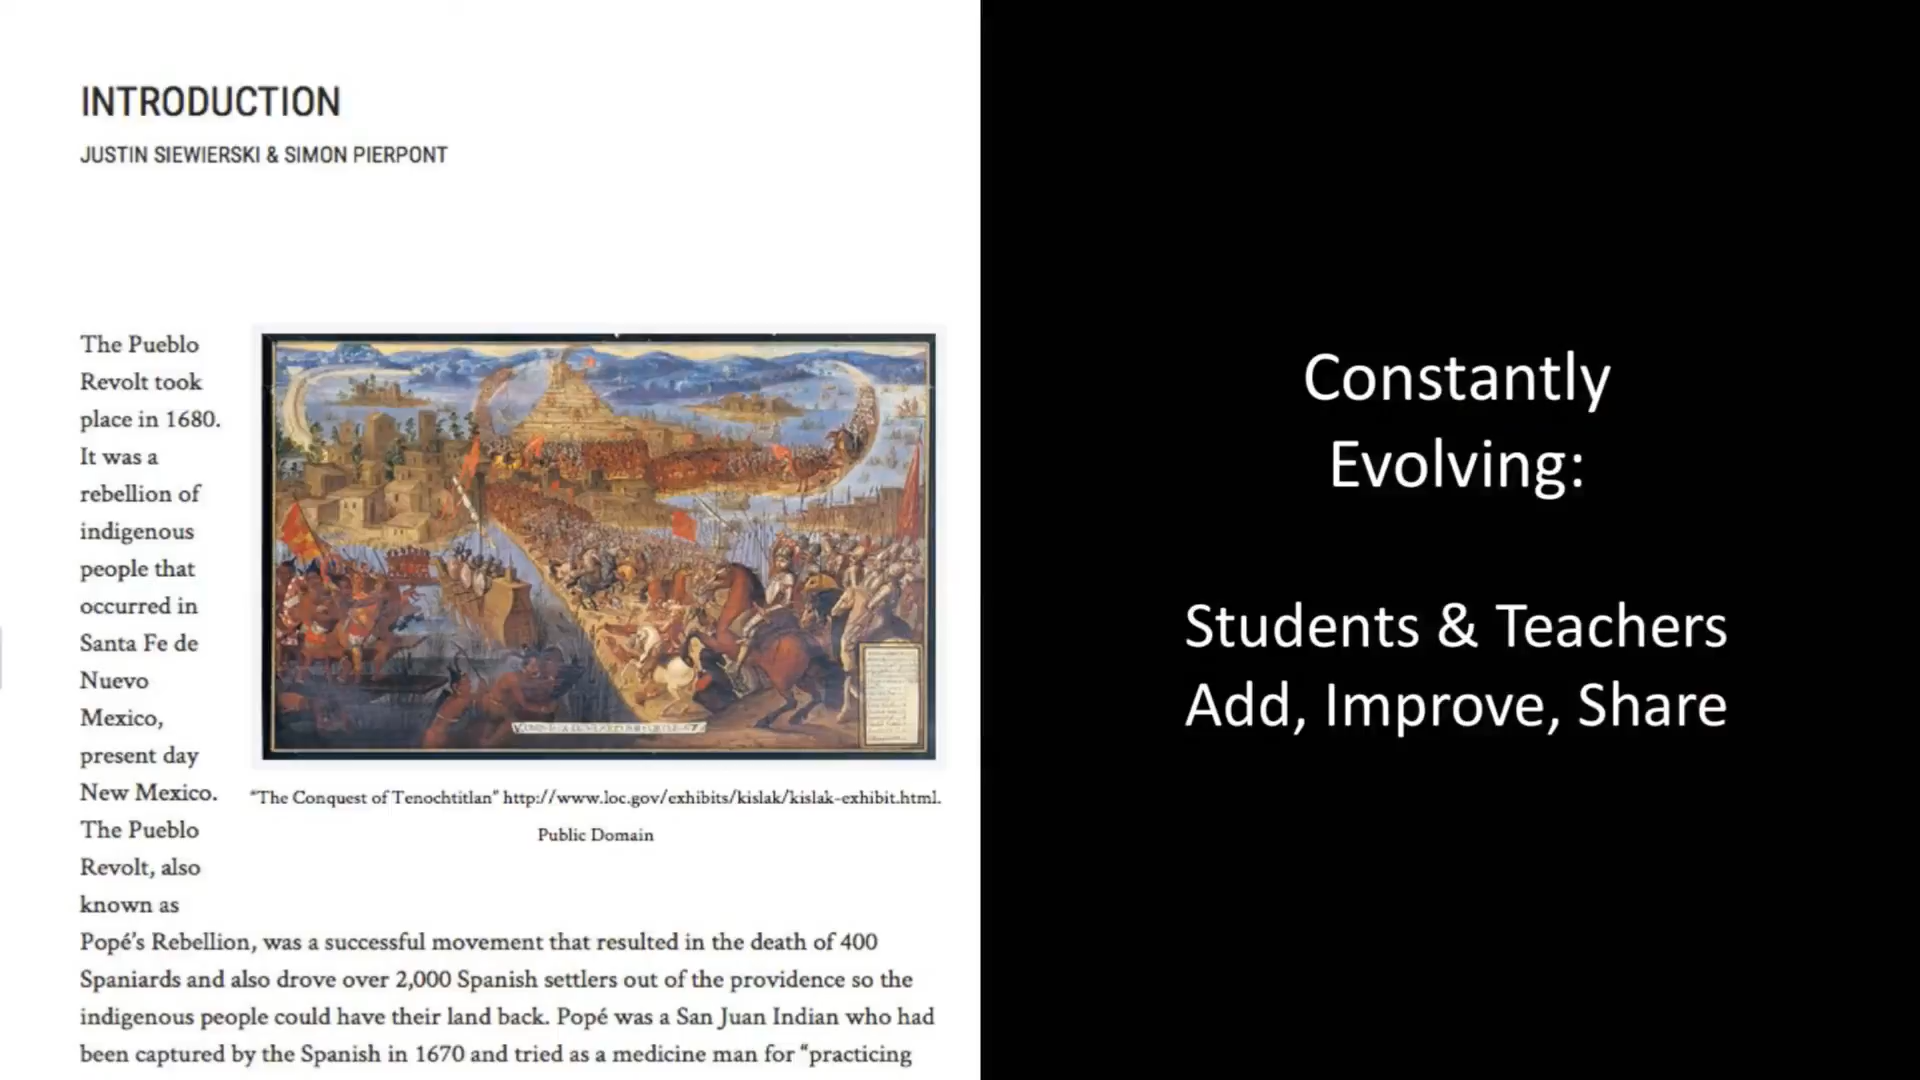 INTRODUCTION
JUSTIN SIEWIERSKI & SIMON PIERPONT
The Pueblo
Revolt took
place in 1680.
It was a
rebellion of
indigenous
people that
occurred in
Santa Fe de
Nuevo
Mexico,
present day
New Mexico.
The Pueblo
Revolt, also
known as
Popé's Rebellion, was a successful movement that resulted in the death of 400
Spaniards and also drove over 2,000 Spanish settlers out of the providence so the
indigenous people could have their land back. Popé was a San Juan Indian who had
been captured by the Spanish in 1670 and tried as a medicine man for “practicing
“The Conquest of Tenochtitlan” http://www.loc.gov/exhibits/kislak/kislak-exhibit.html.
Public Domain
Constantly
Evolving:
Students & Teachers
Add, Improve, Share